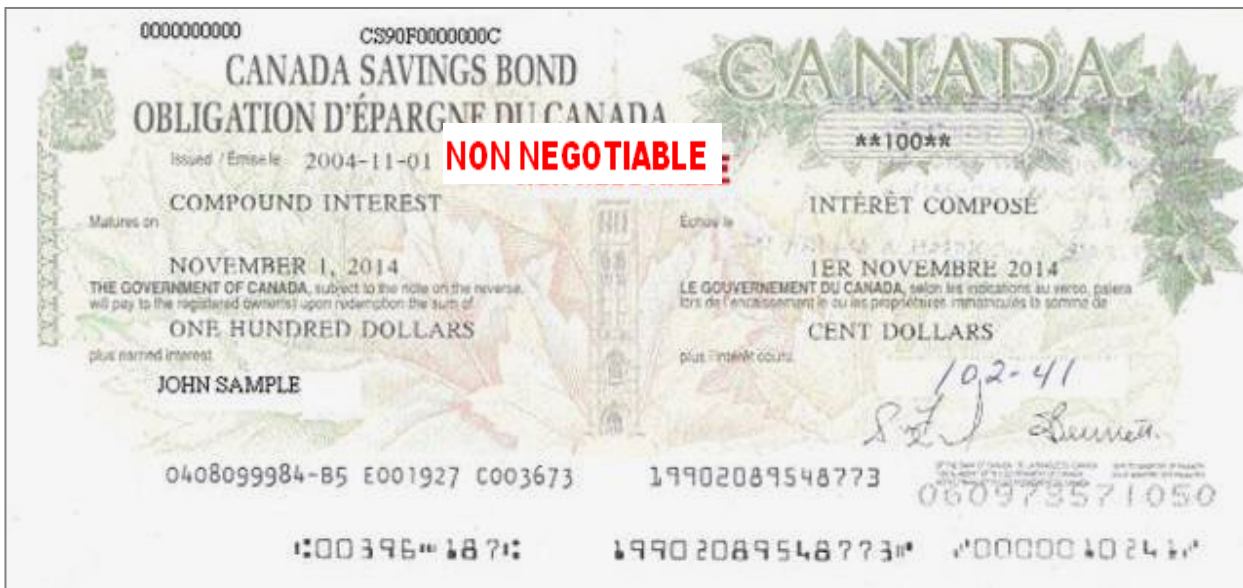 0000000000 CS90F0000000C
CANADA SAVINGS BOND
OBLIGATION D'ÉPARGNE DU CANADA
CANADA
**100**
Issued / Émise le 2004-11-01
NON NEGOTIABLE
COMPOUND INTEREST
Matures on
NOVEMBER 1, 2014
THE GOVERNMENT OF CANADA, subject to the note on the reverse,
will pay to the registered owner(s) upon redemption the sum of
ONE HUNDRED DOLLARS
plus earned interest.
JOHN SAMPLE
INTÉRÊT COMPOSÉ
Échoit le
1ER NOVEMBRE 2014
LE GOUVERNEMENT DU CANADA, selon les indications au verso, paiera
lors de l'encaissement le ou les propriétaires immatriculés la somme de
CENT DOLLARS
plus l'intérêt couru.
102-41
Bennett
0408099984-B5 E001927 C003673 19902089548773
060973571050
⑆00396⑉187⑆ 19902089548773⑈ ⑇0000010241⑇